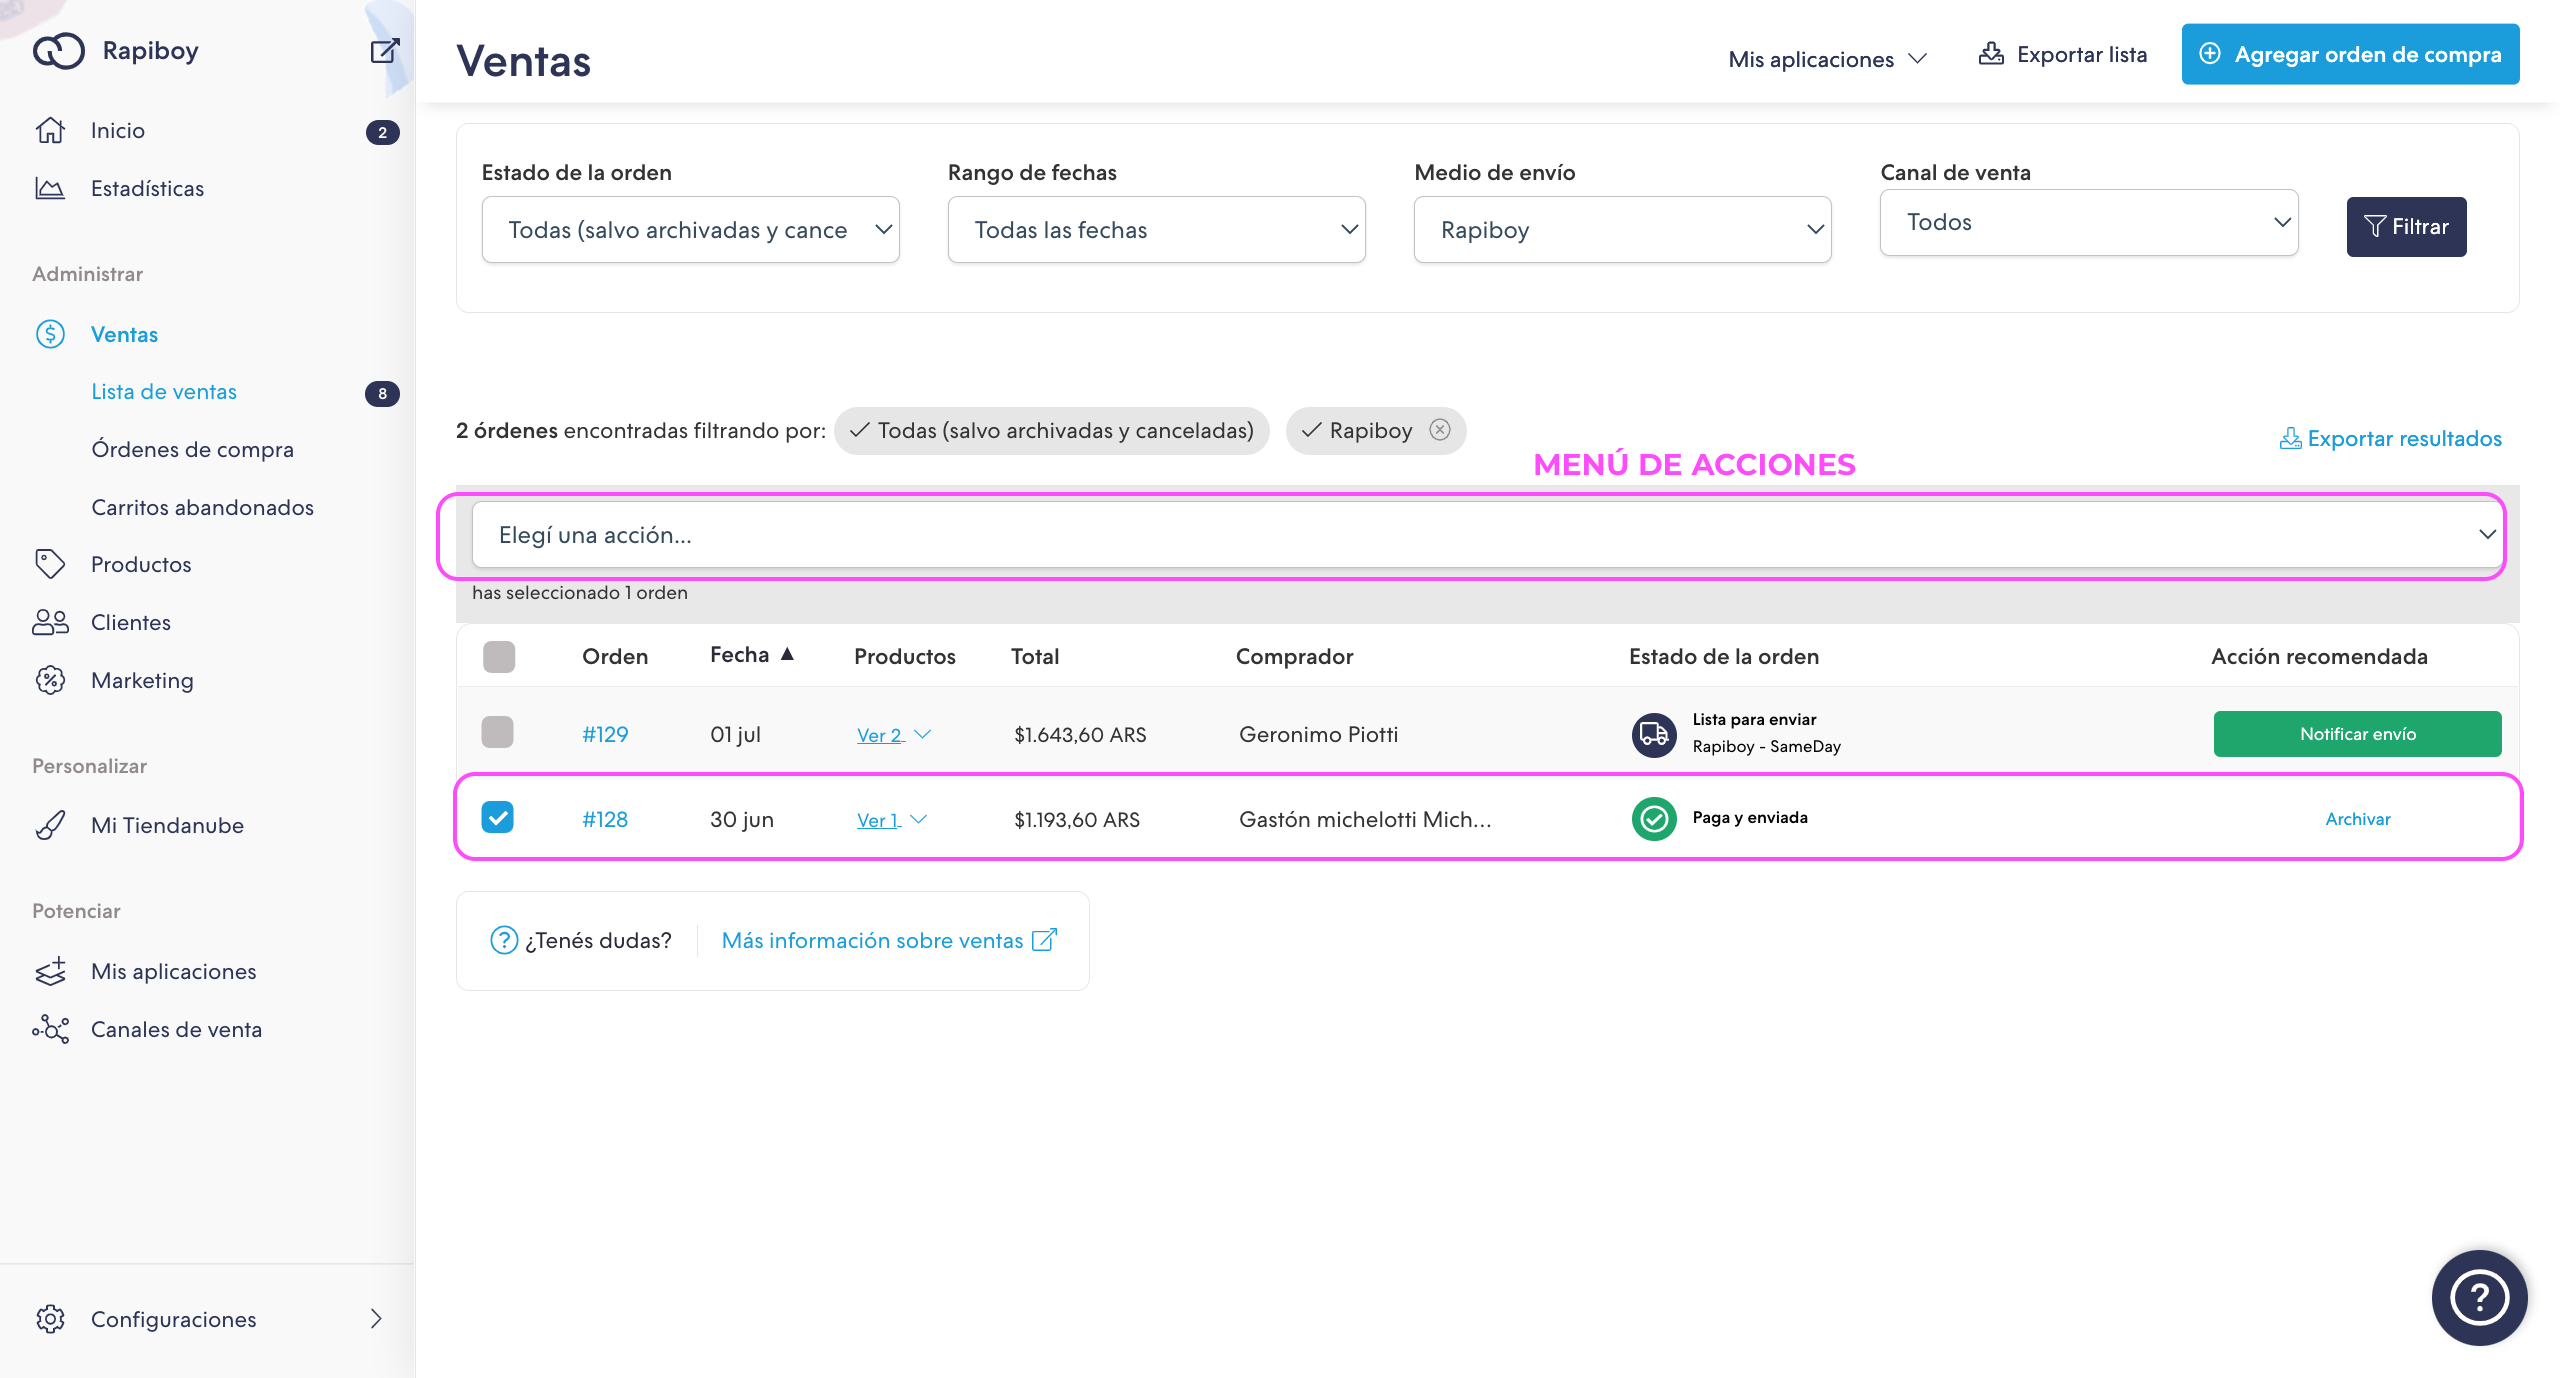 Rapiboy
Inicio
2
Estadísticas
Administrar
Ventas
Lista de ventas
8
Órdenes de compra
Carritos abandonados
Productos
Clientes
Marketing
Personalizar
Mi Tiendanube
Potenciar
Mis aplicaciones
Canales de venta
Configuraciones
Ventas
Mis aplicaciones
Exportar lista
Agregar orden de compra
Estado de la orden
Rango de fechas
Medio de envío
Canal de venta
Todas (salvo archivadas y cance
Todas las fechas
Rapiboy
Todos
Filtrar
2 órdenes encontradas filtrando por:
Todas (salvo archivadas y canceladas)
Rapiboy
Exportar resultados
MENÚ DE ACCIONES
Elegí una acción...
has seleccionado 1 orden
Orden Fecha ▲ Productos Total Comprador Estado de la orden Acción recomendada
#129 01 jul Ver 2 $1.643,60 ARS Geronimo Piotti
Lista para enviar
Rapiboy - SameDay
Notificar envío
#128 30 jun Ver 1 $1.193,60 ARS Gastón michelotti Mich... Paga y enviada Archivar
¿Tenés dudas?
Más información sobre ventas